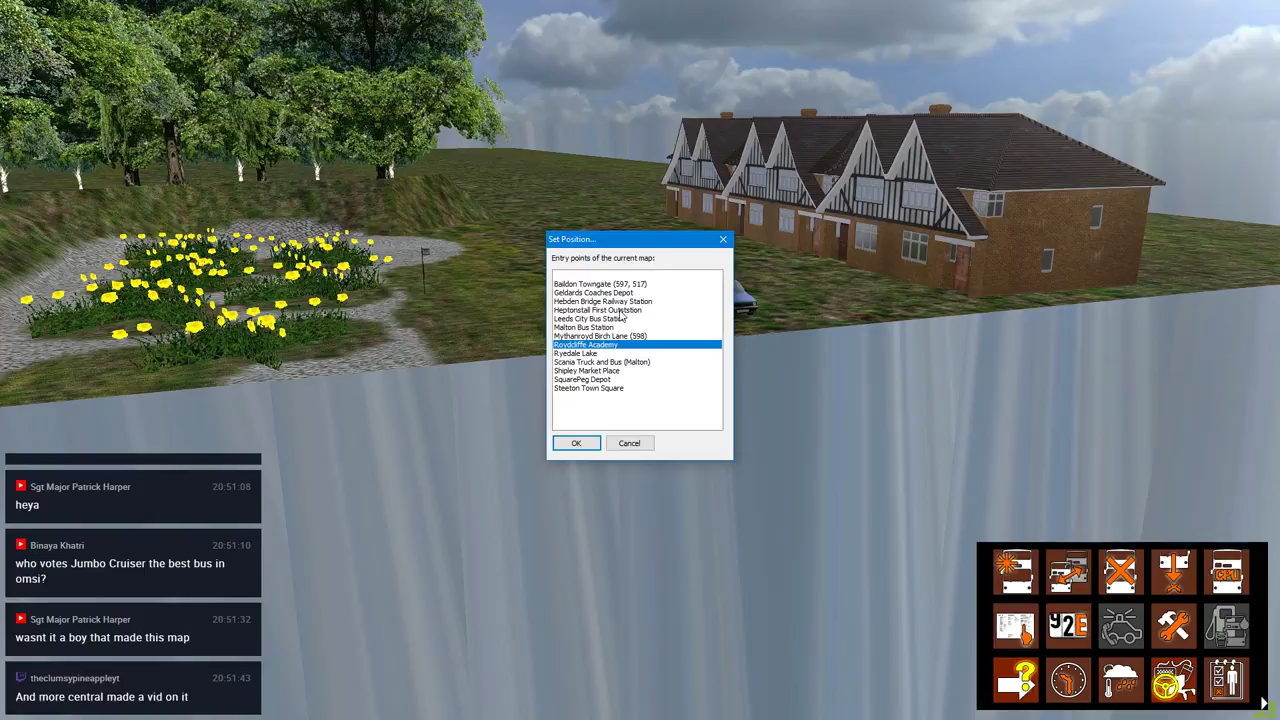 Set Position...
Entry points of the current map:
Baildon Towngate (597, 517)
Geldards Coaches Depot
Hebden Bridge Railway Station
Heptonstall First Outstation
Leeds City Bus Station
Malton Bus Station
Mythanroyd Birch Lane (598)
Roydcliffe Academy
Ryedale Lake
Scania Truck and Bus (Malton)
Shipley Market Place
SquarePeg Depot
Steeton Town Square
OK
Cancel
Sgt Major Patrick Harper 20:51:08
heya
Binaya Khatri 20:51:10
who votes Jumbo Cruiser the best bus in
omsi?
Sgt Major Patrick Harper 20:51:32
wasnt it a boy that made this map
theclumsypineappleyt 20:51:43
And more central made a vid on it
CPU
92E
?